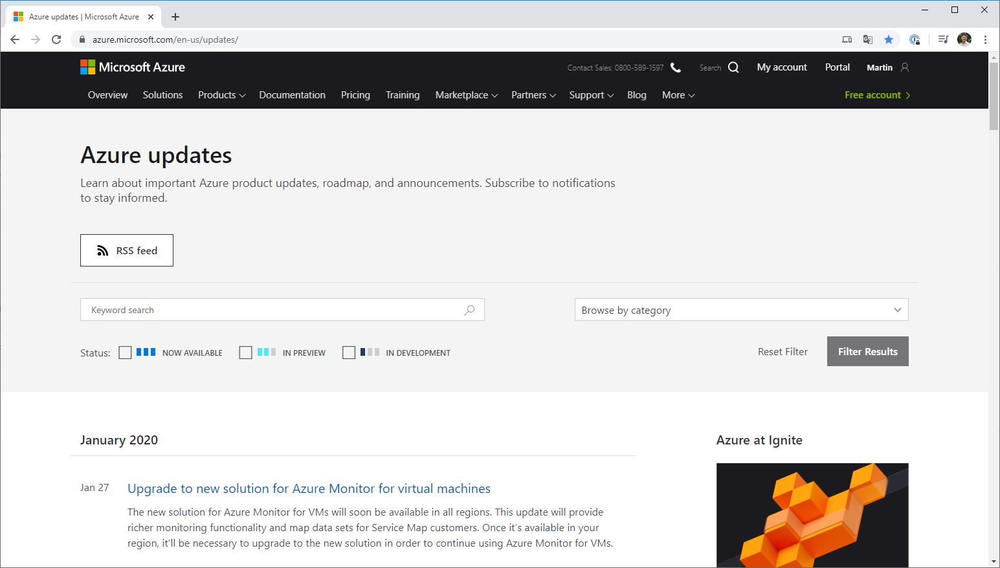 Azure updates | Microsoft Azure
azure.microsoft.com/en-us/updates/
Microsoft Azure
Contact Sales: 0800-589-1597
Search
My account
Portal
Martin
Overview
Solutions
Products
Documentation
Pricing
Training
Marketplace
Partners
Support
Blog
More
Free account
Azure updates
Learn about important Azure product updates, roadmap, and announcements. Subscribe to notifications
to stay informed.
RSS feed
Keyword search
Browse by category
Status:
NOW AVAILABLE
IN PREVIEW
IN DEVELOPMENT
Reset Filter
Filter Results
January 2020
Jan 27
Upgrade to new solution for Azure Monitor for virtual machines
The new solution for Azure Monitor for VMs will soon be available in all regions. This update will provide
richer monitoring functionality and map data sets for Service Map customers. Once it's available in your
region, it'll be necessary to upgrade to the new solution in order to continue using Azure Monitor for VMs.
Azure at Ignite